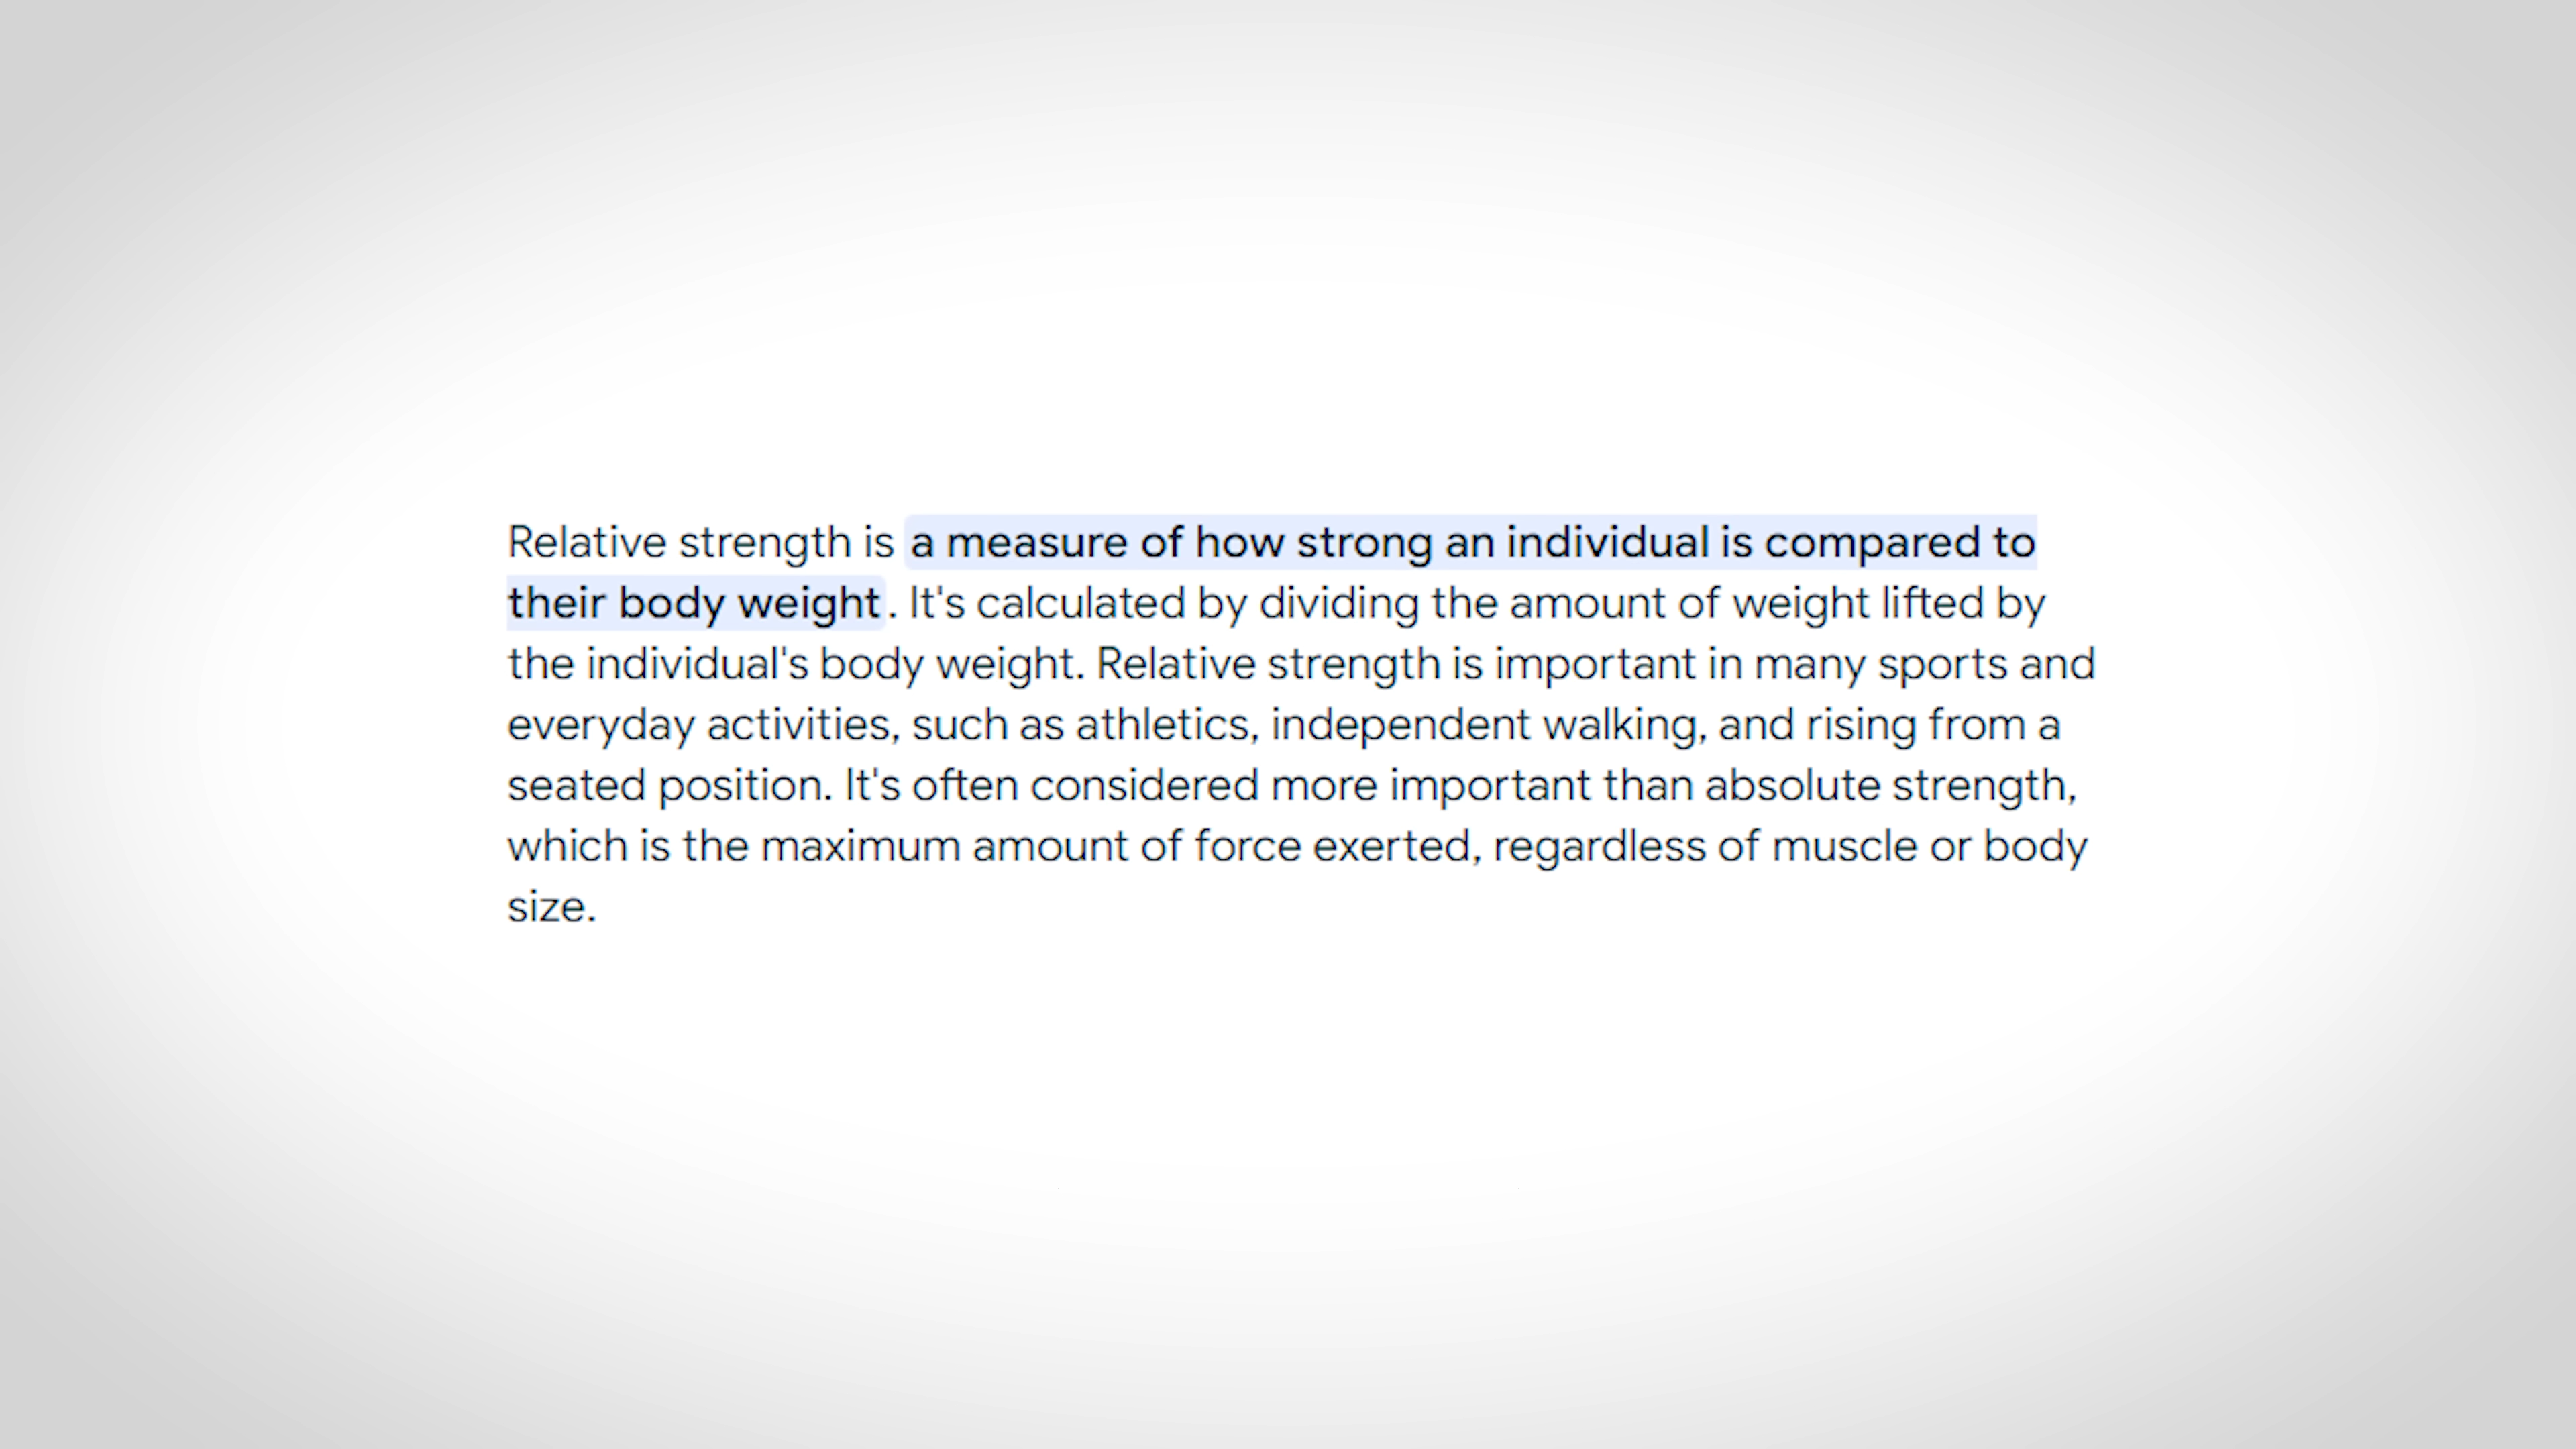 Relative strength is a measure of how strong an individual is compared to
their body weight. It's calculated by dividing the amount of weight lifted by
the individual's body weight. Relative strength is important in many sports and
everyday activities, such as athletics, independent walking, and rising from a
seated position. It's often considered more important than absolute strength,
which is the maximum amount of force exerted, regardless of muscle or body
size.